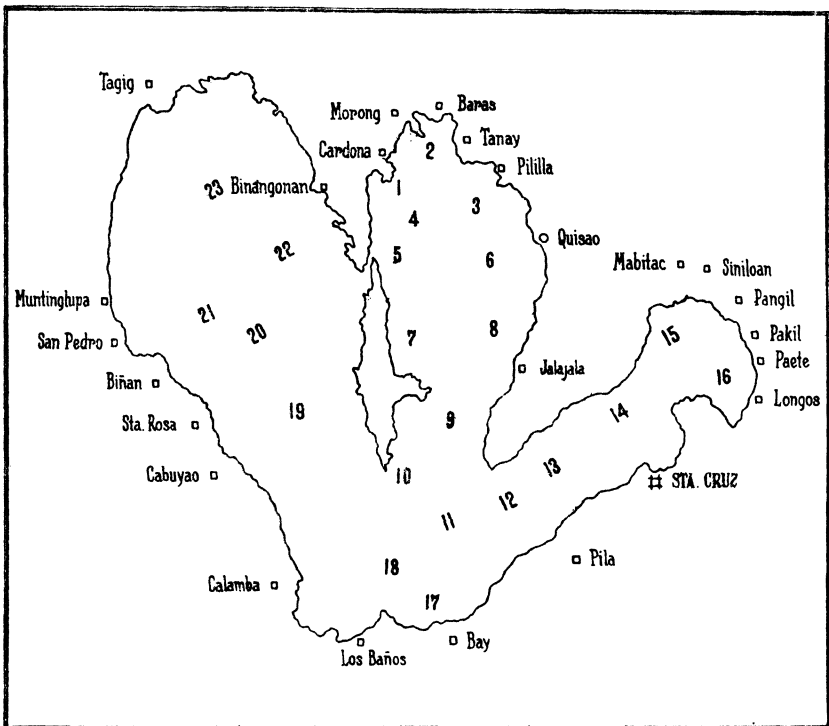 Tagig
Baras
Morong
Tanay
Cardona
2
Pililla
23
Binangonan
1
3
4
Quisao
22
5
6
Mabitac
Siniloan
Muntinglupa
Pangil
21
20
7
8
15
Pakil
San Pedro
Paete
Jalajala
16
Biñan
Longos
19
9
14
Sta. Rosa
Cabuyao
10
13
STA. CRUZ
12
11
Pila
18
Calamba
17
Bay
Los Baños